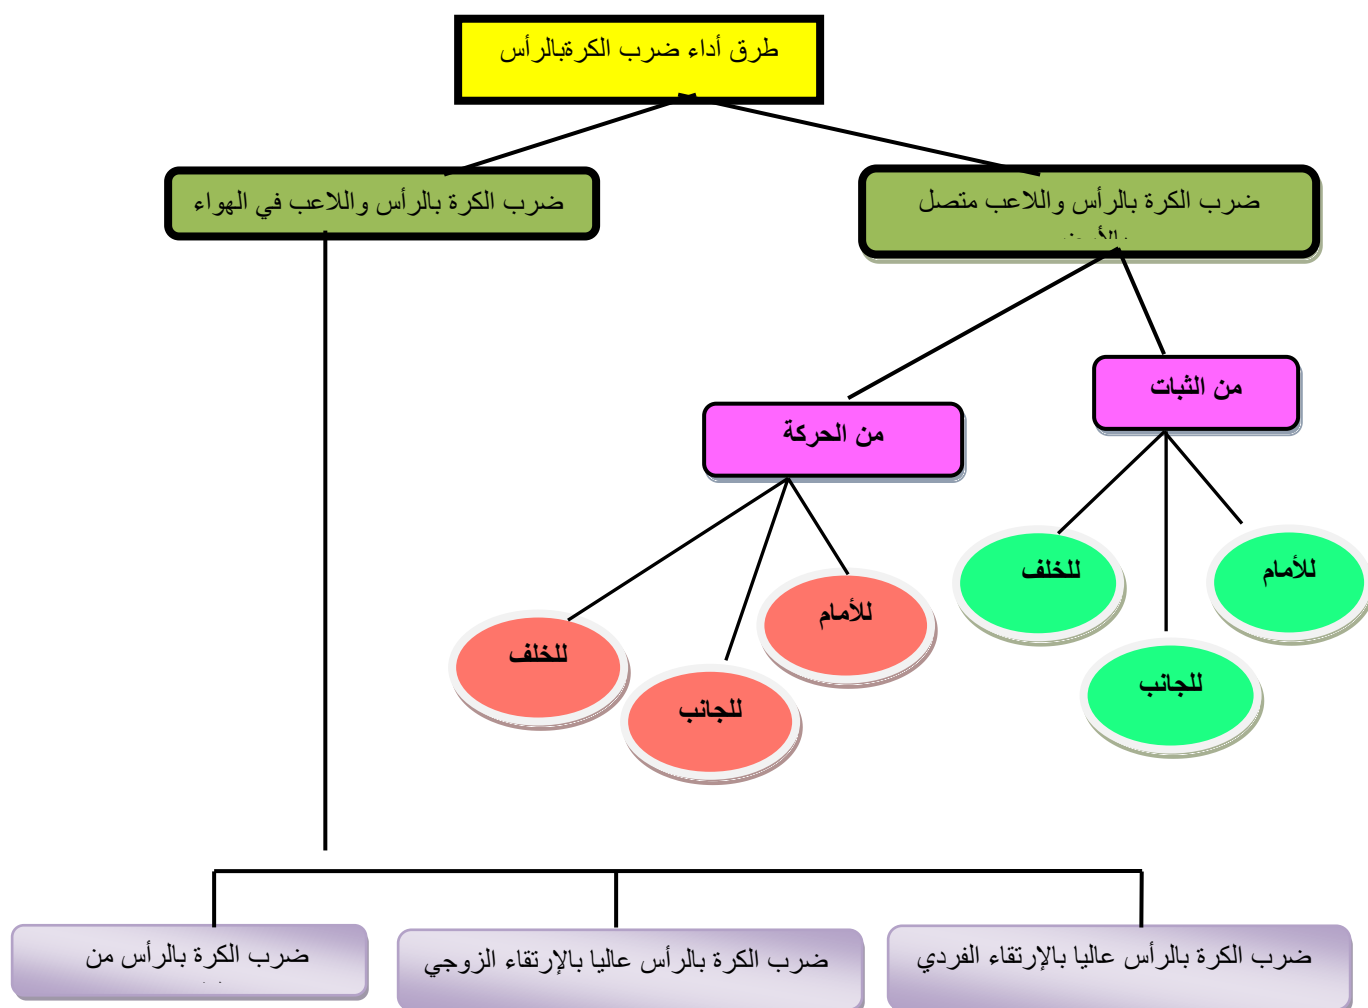 طرق أداء ضرب الكرةبالرأس
ضرب الكرة بالرأس واللاعب متصل
ضرب الكرة بالرأس واللاعب في الهواء
من الثبات
من الحركة
للأمام
للخلف
للجانب
للأمام
للخلف
للجانب
ضرب الكرة بالرأس عاليا بالإرتقاء الفردي
ضرب الكرة بالرأس عاليا بالإرتقاء الزوجي
ضرب الكرة بالرأس من